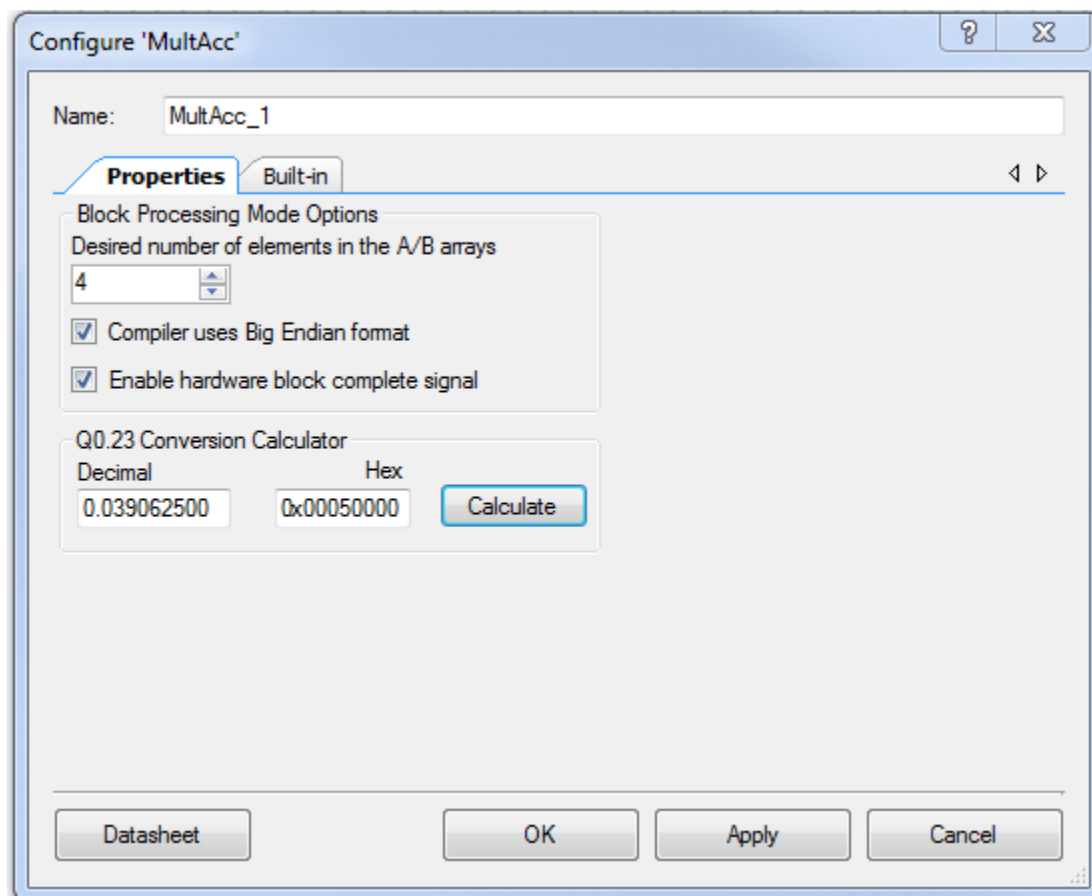 Configure 'MultAcc'
Name: MultAcc_1
Properties Built-in
Block Processing Mode Options
Desired number of elements in the A/B arrays
4
Compiler uses Big Endian format
Enable hardware block complete signal
Q0.23 Conversion Calculator
Decimal Hex
0.039062500 0x00050000 Calculate
Datasheet OK Apply Cancel